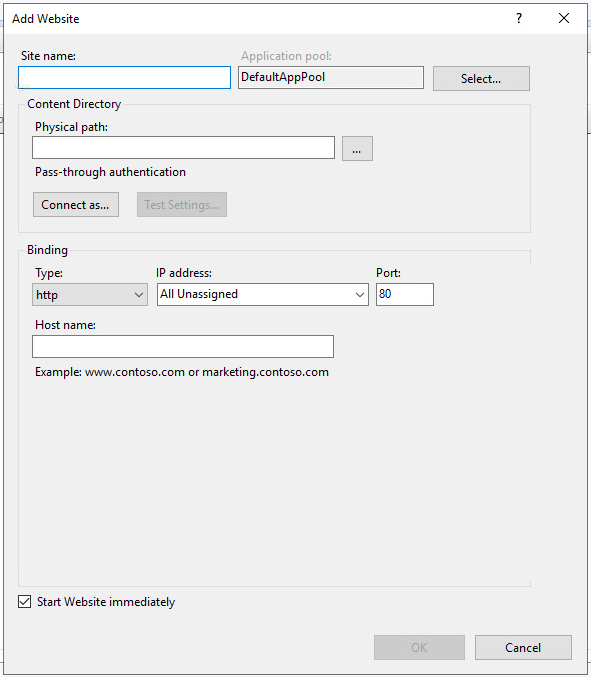 Add Website
?
Site name:
Application pool:
DefaultAppPool
Select...
Content Directory
Physical path:
...
Pass-through authentication
Connect as...
Test Settings...
Binding
Type:
IP address:
Port:
http
All Unassigned
80
Host name:
Example: www.contoso.com or marketing.contoso.com
Start Website immediately
OK
Cancel